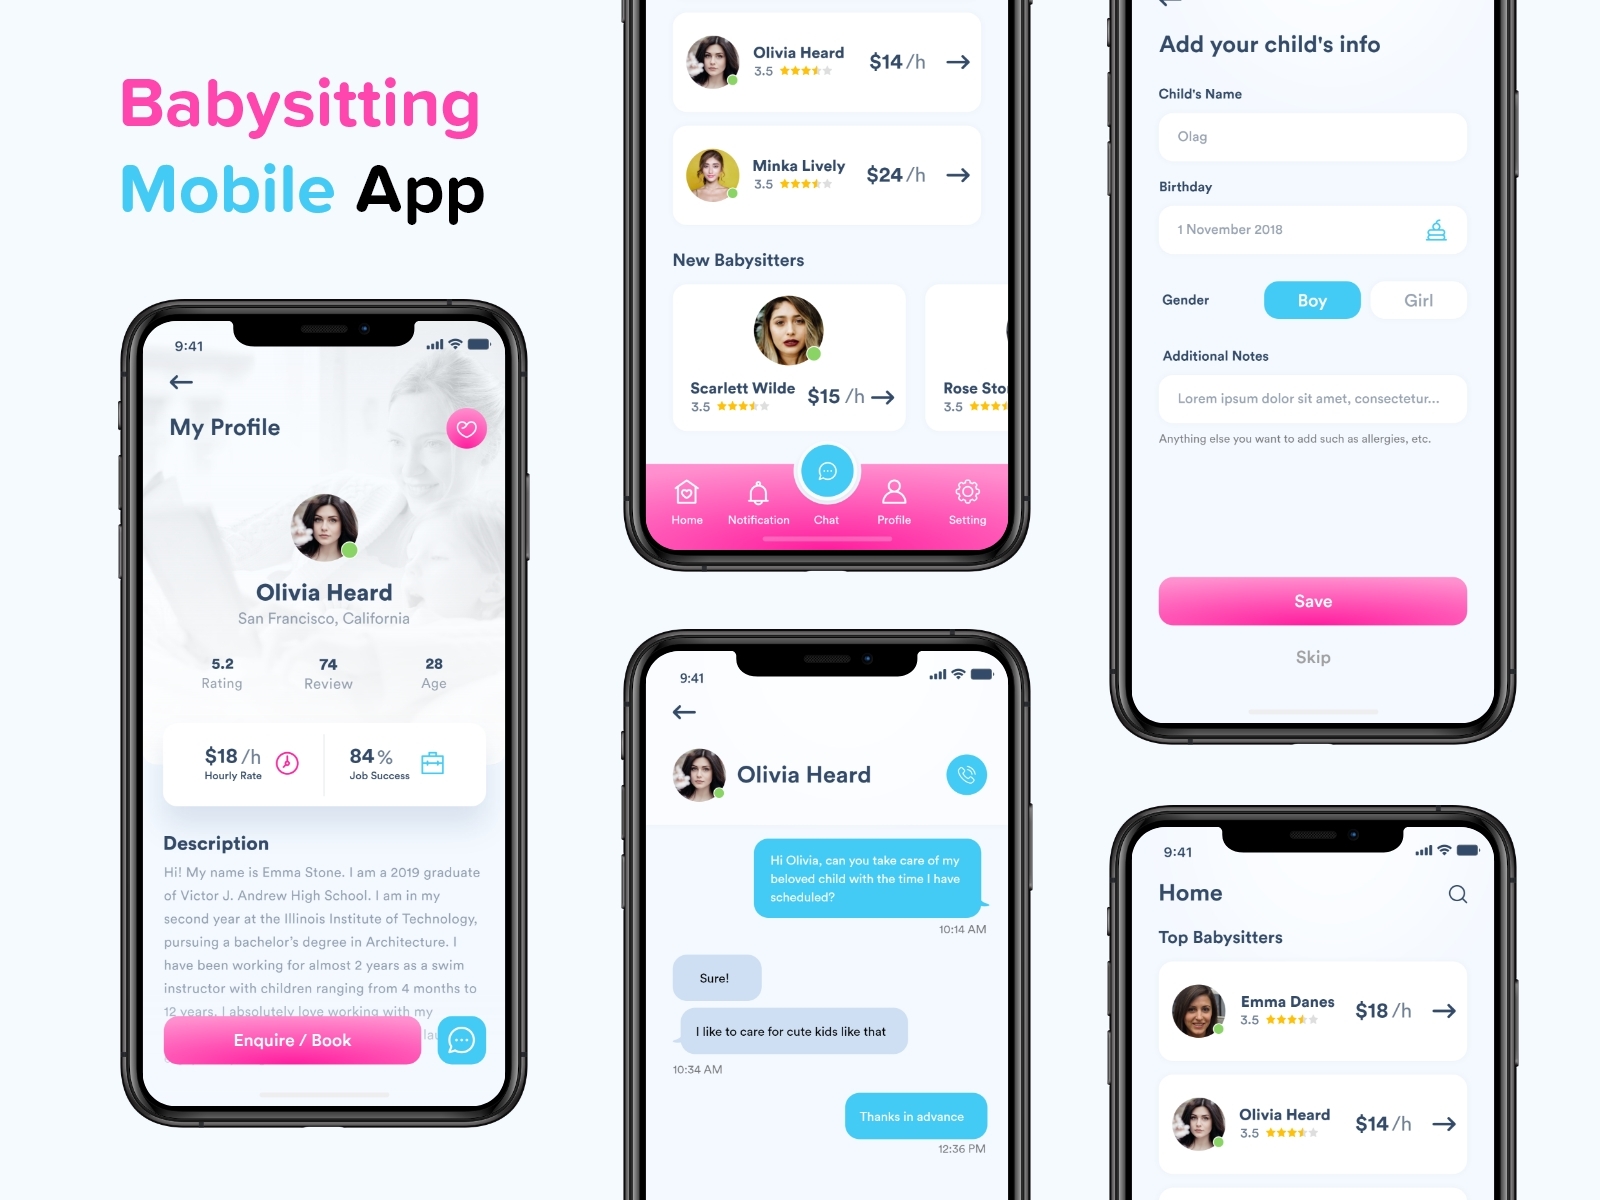 Babysitting
Mobile App
9:41
My Profile
Olivia Heard
San Francisco, California
5.2 74 28
Rating Review Age
$18 /h 84 %
Hourly Rate Job Success
Description
Hi! My name is Emma Stone. I am a 2019 graduate
of Victor J. Andrew High School. I am in my
second year at the Illinois Institute of Technology,
pursuing a bachelor's degree in Architecture. I
have been working for almost 2 years as a swim
instructor with children ranging from 4 months to
12 years. I absolutely love working with my
Enquire / Book
Olivia Heard
3.5
$14 /h
Minka Lively
3.5
$24 /h
New Babysitters
Scarlett Wilde
3.5
$15 /h
Rose Sto
3.5
Home Notification Chat Profile Setting
9:41
Olivia Heard
Hi Olivia, can you take care of my
beloved child with the time I have
scheduled?
10:14 AM
Sure!
I like to care for cute kids like that
10:34 AM
Thanks in advance
12:36 PM
Add your child's info
Child's Name
Olag
Birthday
1 November 2018
Gender Boy Girl
Additional Notes
Lorem ipsum dolor sit amet, consectetur...
Anything else you want to add such as allergies, etc.
Save
Skip
9:41
Home
Top Babysitters
Emma Danes
3.5
$18 /h
Olivia Heard
3.5
$14 /h